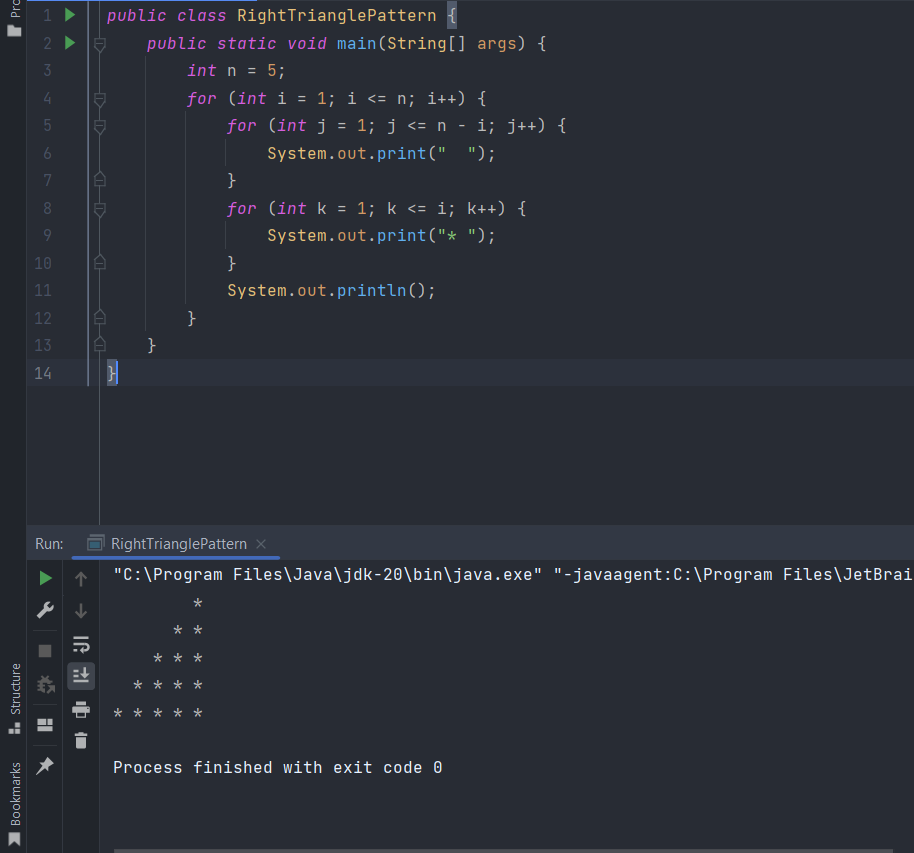 Pro
1 public class RightTrianglePattern {
2     public static void main(String[] args) {
3         int n = 5;
4         for (int i = 1; i <= n; i++) {
5             for (int j = 1; j <= n - i; j++) {
6                 System.out.print("  ");
7             }
8             for (int k = 1; k <= i; k++) {
9                 System.out.print("* ");
10             }
11             System.out.println();
12         }
13     }
14 }
Run: RightTrianglePattern
"C:\Program Files\Java\jdk-20\bin\java.exe" "-javaagent:C:\Program Files\JetBrai
        *
      * *
    * * *
  * * * *
* * * * *
Process finished with exit code 0
Structure
Bookmarks